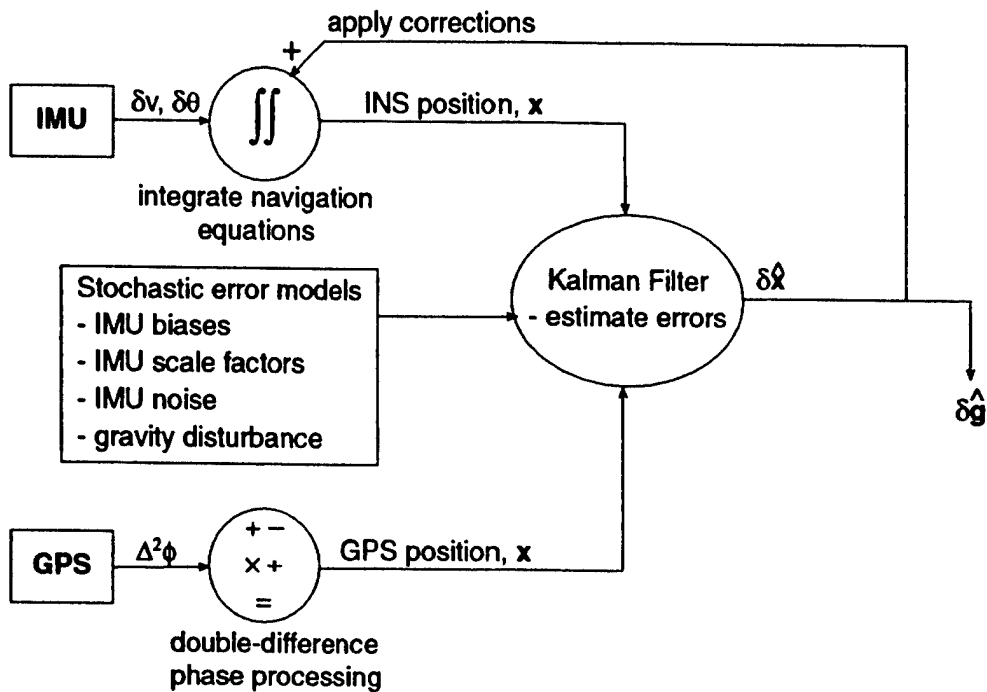 apply corrections
+
IMU
δv, δθ
∫∫
INS position, x
integrate navigation
equations
Stochastic error models
- IMU biases
- IMU scale factors
- IMU noise
- gravity disturbance
Kalman Filter
- estimate errors
δx̂
δĝ
GPS
Δ²ϕ
+ −
× +
=
GPS position, x
double-difference
phase processing